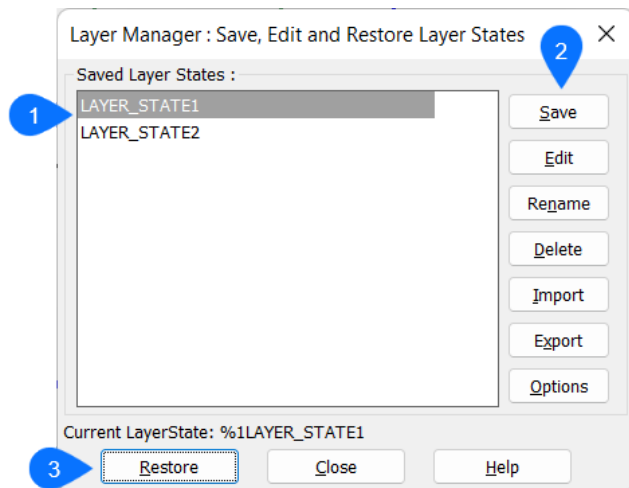 Layer Manager : Save, Edit and Restore Layer States
2
Saved Layer States :
1
LAYER_STATE1
LAYER_STATE2
Save
Edit
Rename
Delete
Import
Export
Options
Current LayerState: %1LAYER_STATE1
3
Restore
Close
Help